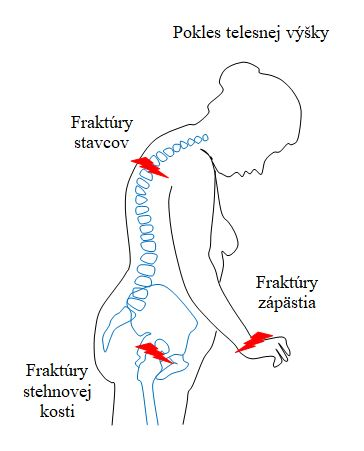 Pokles telesnej výšky
Fraktúry
stavcov
Fraktúry
zápästia
Fraktúry
stehnovej
kosti